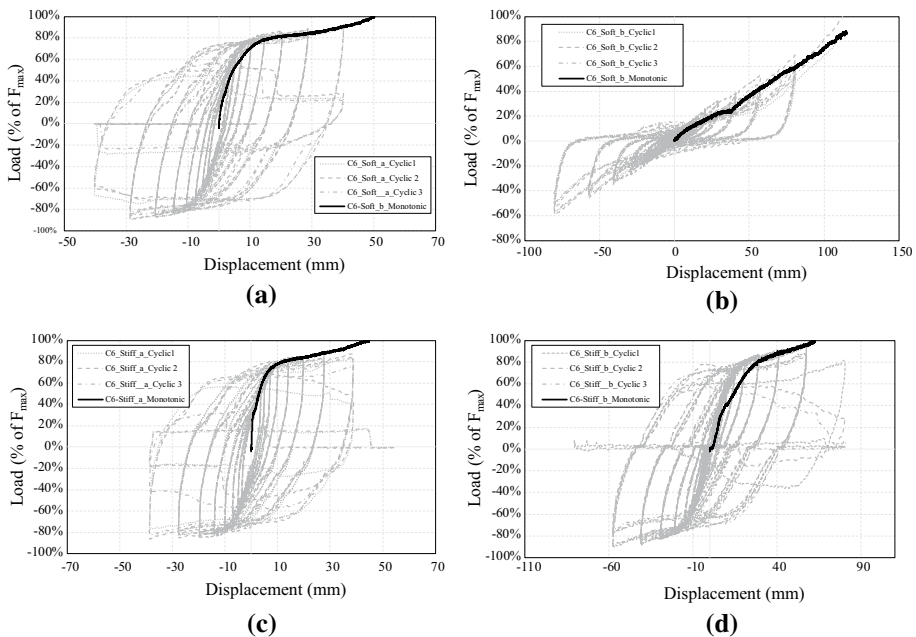 100%
80%
60%
40%
20%
0%
-20%
-40%
-60%
-80%
-100%
Load (% of Fmax)
C6_Soft_a_Cyclic1
C6_Soft_a_Cyclic 2
C6_Soft__a_Cyclic 3
C6-Soft_b_Monotonic
-50 -30 -10 10 30 50 70
Displacement (mm)
(a)
100%
80%
60%
40%
20%
0%
-20%
-40%
-60%
-80%
Load (% of Fmax)
C6_Soft_b_Cyclic1
C6_Soft_b_Cyclic 2
C6_Soft_b_Cyclic 3
C6_Soft_b_Monotonic
-100 -50 0 50 100 150
Displacement (mm)
(b)
100%
80%
60%
40%
20%
0%
-20%
-40%
-60%
-80%
-100%
Load (% of Fmax)
C6_Stiff_a_Cyclic1
C6_Stiff_a_Cyclic 2
C6_Stiff__a_Cyclic 3
C6-Stiff_a_Monotonic
-70 -50 -30 -10 10 30 50 70
Displacement (mm)
(c)
100%
80%
60%
40%
20%
0%
-20%
-40%
-60%
-80%
-100%
Load (% of Fmax)
C6_Stiff_b_Cyclic1
C6_Stiff_b_Cyclic 2
C6_Stiff__b_Cyclic 3
C6-Stiff_b_Monotonic
-110 -60 -10 40 90
Displacement (mm)
(d)